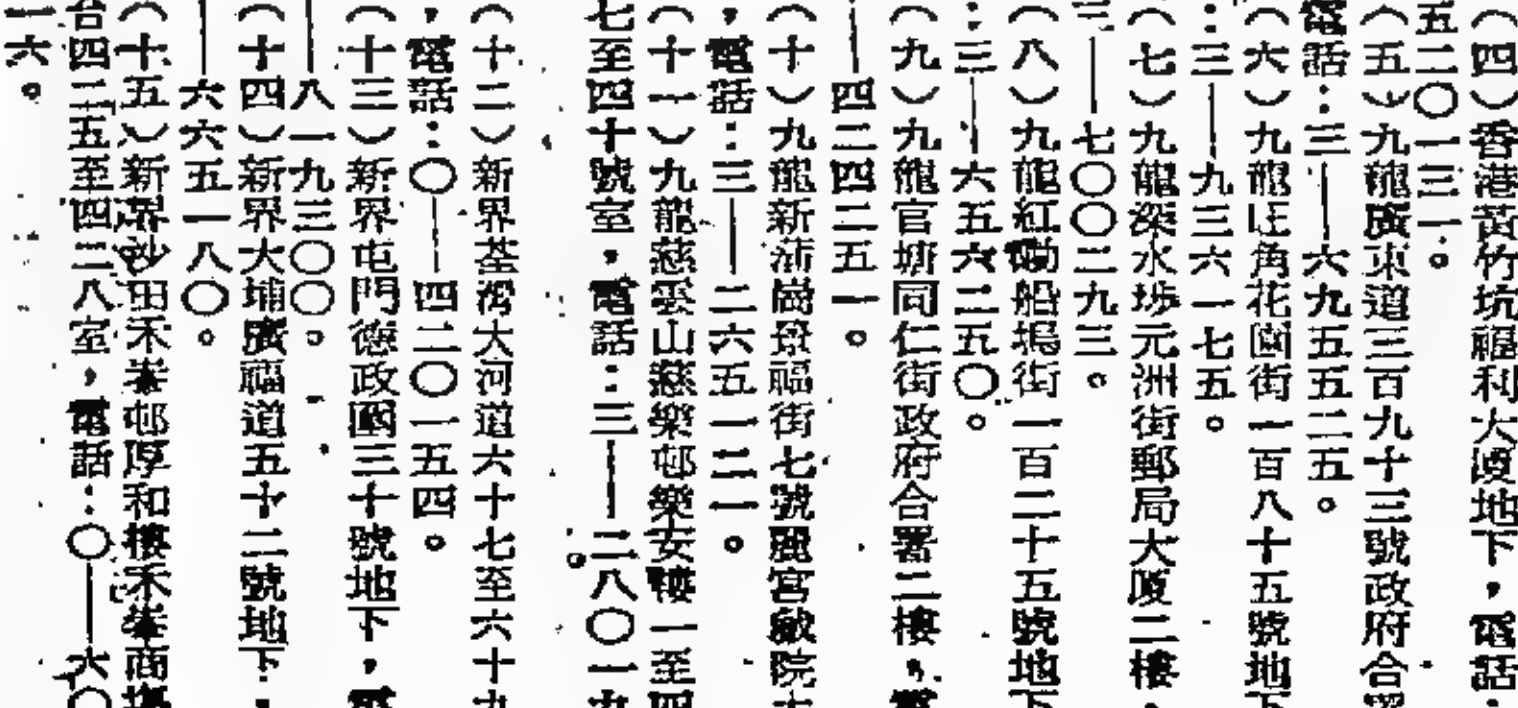 （四）香港黃竹坑福利大廈地下，電話：
五二〇一三一。
（五）九龍廣東道三百九十三號政府合署
電話：三｜六九五五二五。
（六）九龍旺角花園街一百八十五號地下
：三｜九三六一七五。
（七）九龍深水埗元洲街郵局大廈二樓，
三｜七〇〇二九三。
（八）九龍紅磡船塢街一百二十五號地下
：三｜六五六二五〇。
（九）九龍官塘同仁街政府合署二樓，電
｜四二四二五一。
（十）九龍新蒲崗景福街七號麗宮戲院大
，電話：三｜二六五一二一。
（十一）九龍慈雲山慈樂邨樂安樓一至四
七至四十號室，電話：三｜二八〇一九
（十二）新界荃灣大河道六十七至六十九
，電話：〇｜四二〇一五四。
（十三）新界屯門德政圍三十號地下，電
｜八一九三〇〇。
（十四）新界大埔廣福道五十二號地下，
｜六六五一八〇。
（十五）新界沙田禾輋邨厚和樓禾輋商場
台四二五至四二八室，電話：〇｜六〇
一六。